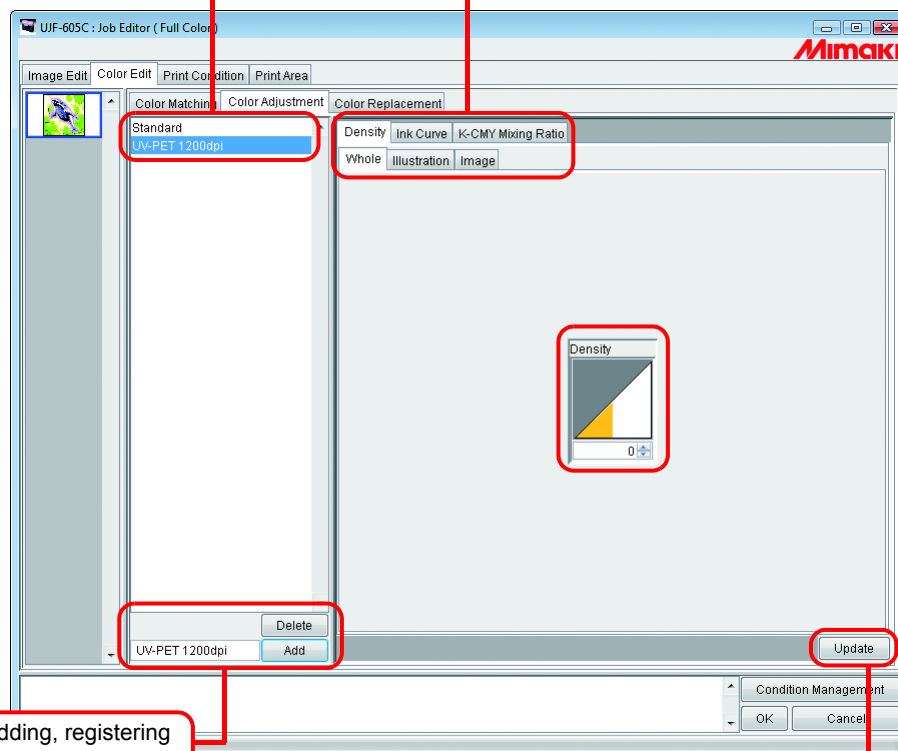 UJF-605C : Job Editor ( Full Color )
Mimaki
Image Edit Color Edit Print Condition Print Area
Color Matching Color Adjustment Color Replacement
Standard
UV-PET 1200dpi
Density Ink Curve K-CMY Mixing Ratio
Whole Illustration Image
Density
0
Delete
UV-PET 1200dpi Add
Update
Condition Management
OK Cancel
dding, registering